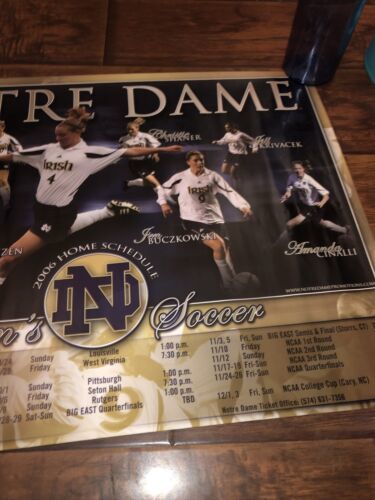 TRE DAME
Christie SHANER
Jill KRIVACEK
IRISH
4
IRISH
9
Jen BUCZKOWSKI
Amanda CINALLI
ZEN
2006 HOME SCHEDULE
ND
WWW.NOTREDAMEPROMOTIONS.COM
n's Soccer
Sunday Louisville 1:00 p.m. 11/3, 5 Fri, Sun BIG EAST Semis & Final (Storrs, CT)
Sunday West Virginia 7:30 p.m. 11/10 Friday NCAA 1st Round
11/12 Sunday NCAA 2nd Round
Friday Pittsburgh 1:00 p.m. 11/17-19 Fri-Sun NCAA 3rd Round
Sunday Seton Hall 7:30 p.m. 11/24-26 Fri-Sun NCAA Quarterfinals
Friday Rutgers 1:00 p.m.
Sat-Sun BIG EAST Quarterfinals TBD 12/1, 3 Fri, Sun NCAA College Cup (Cary, NC)
Notre Dame Ticket Office: (574) 631-7356